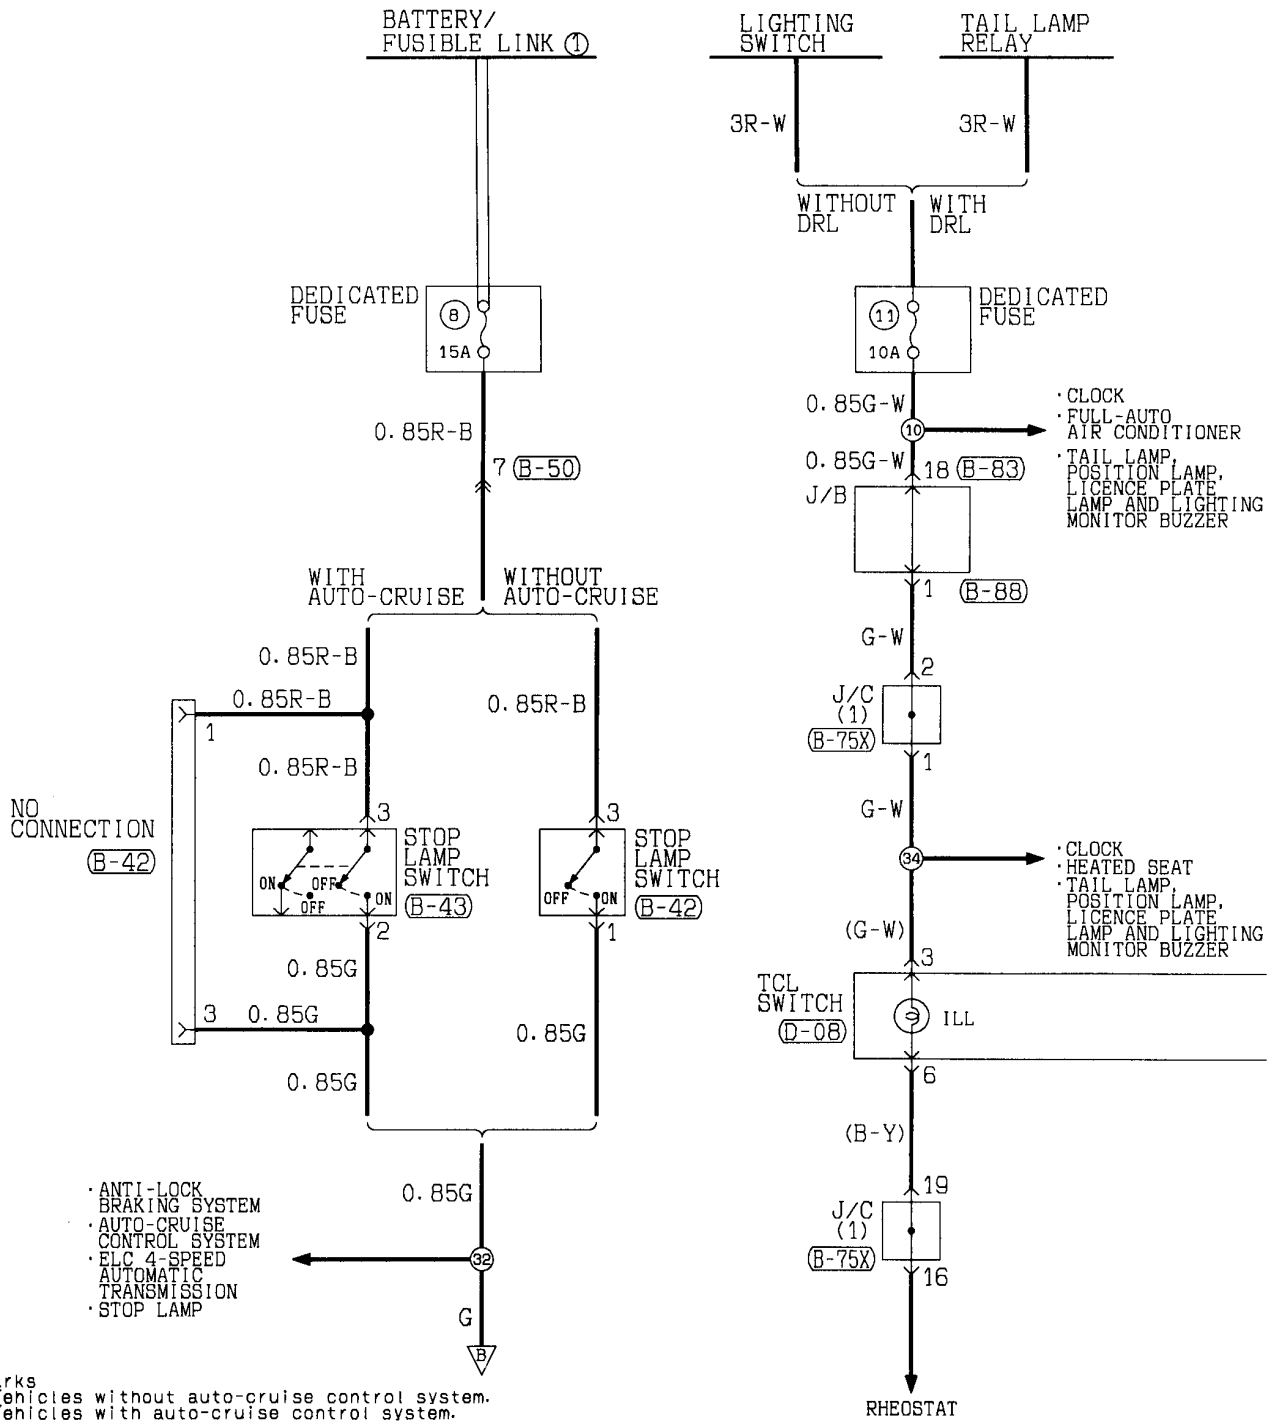 BATTERY/
FUSIBLE LINK ①
LIGHTING
SWITCH
TAIL LAMP
RELAY
3R-W
3R-W
WITHOUT
DRL
WITH
DRL
DEDICATED
FUSE
8
15A
11
10A
DEDICATED
FUSE
0.85R-B
7 B-50
0.85G-W
10
· CLOCK
· FULL-AUTO
AIR CONDITIONER
· TAIL LAMP,
POSITION LAMP,
LICENCE PLATE
LAMP AND LIGHTING
MONITOR BUZZER
0.85G-W
18 B-83
J/B
1 B-88
WITH
AUTO-CRUISE
WITHOUT
AUTO-CRUISE
0.85R-B
0.85R-B
1
0.85R-B
0.85R-B
G-W
2
J/C
(1)
B-75X
1
G-W
NO
CONNECTION
B-42
3
STOP
LAMP
SWITCH
B-43
ON
OFF
OFF
ON
2
3
STOP
LAMP
SWITCH
B-42
OFF
ON
1
34
· CLOCK
· HEATED SEAT
· TAIL LAMP,
POSITION LAMP,
LICENCE PLATE
LAMP AND LIGHTING
MONITOR BUZZER
(G-W)
3
0.85G
3 0.85G
0.85G
0.85G
TCL
SWITCH
D-08
ILL
6
(B-Y)
19
J/C
(1)
B-75X
16
RHEOSTAT
0.85G
· ANTI-LOCK
BRAKING SYSTEM
· AUTO-CRUISE
CONTROL SYSTEM
· ELC 4-SPEED
AUTOMATIC
TRANSMISSION
· STOP LAMP
32
G
B
rks
ehicles without auto-cruise control system.
ehicles with auto-cruise control system.